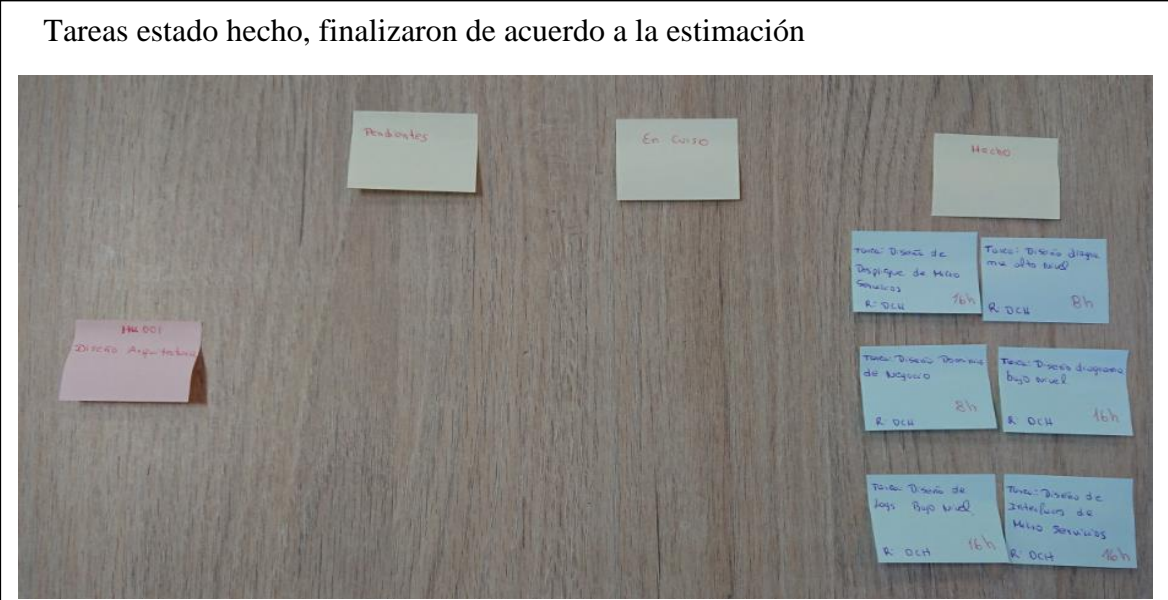 Tareas estado hecho, finalizaron de acuerdo a la estimación
Pendientes
En Curso
Hecho
HU 001
Diseño Arquitectura
Tarea: Diseño de
Despligue de Micro
Servicios
16h
R: DCH
Tarea: Diseño diagra
ma alto nivel
8h
R: DCH
Tarea: Diseño Dominio
de Negocio
8h
R: DCH
Tarea: Diseño diagrama
bajo nivel
16h
R: DCH
Tarea: Diseño de
Logs Bajo Nivel
16h
R: DCH
Tarea: Diseño de
Interfaces de
Micro Servicios
16h
R: DCH